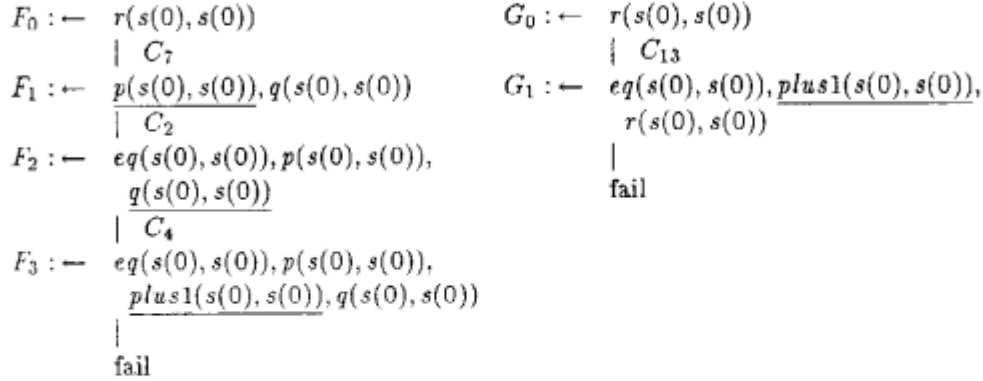 F₀ : ← r(s(0), s(0))
| C₇
F₁ : ← p(s(0), s(0)), q(s(0), s(0))
| C₂
F₂ : ← eq(s(0), s(0)), p(s(0), s(0)),
q(s(0), s(0))
| C₄
F₃ : ← eq(s(0), s(0)), p(s(0), s(0)),
plus1(s(0), s(0)), q(s(0), s(0))
|
fail
G₀ : ← r(s(0), s(0))
| C₁₃
G₁ : ← eq(s(0), s(0)), plus1(s(0), s(0)),
r(s(0), s(0))
|
fail